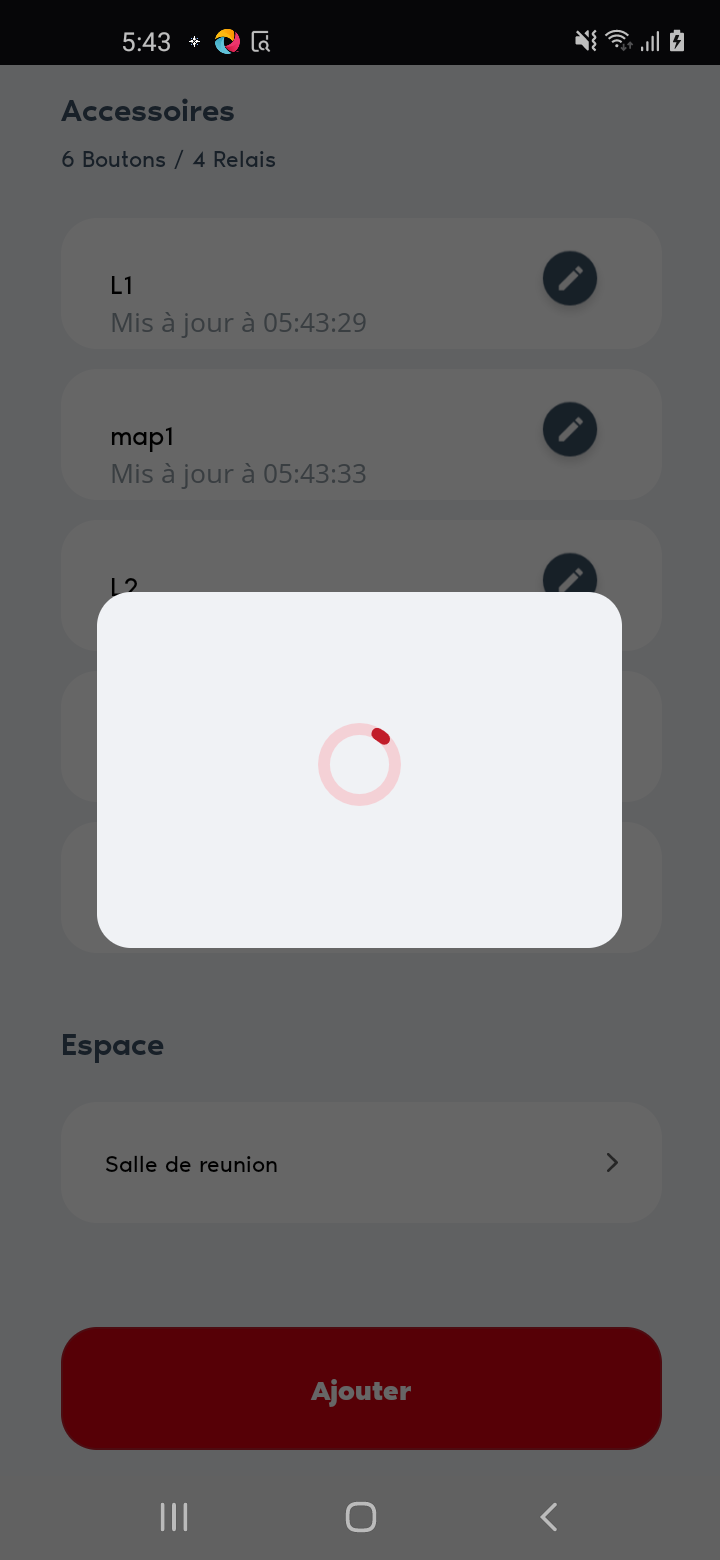 5:43
Accessoires
6 Boutons / 4 Relais
L1
Mis à jour à 05:43:29
map1
Mis à jour à 05:43:33
L2
Espace
Salle de reunion
Ajouter